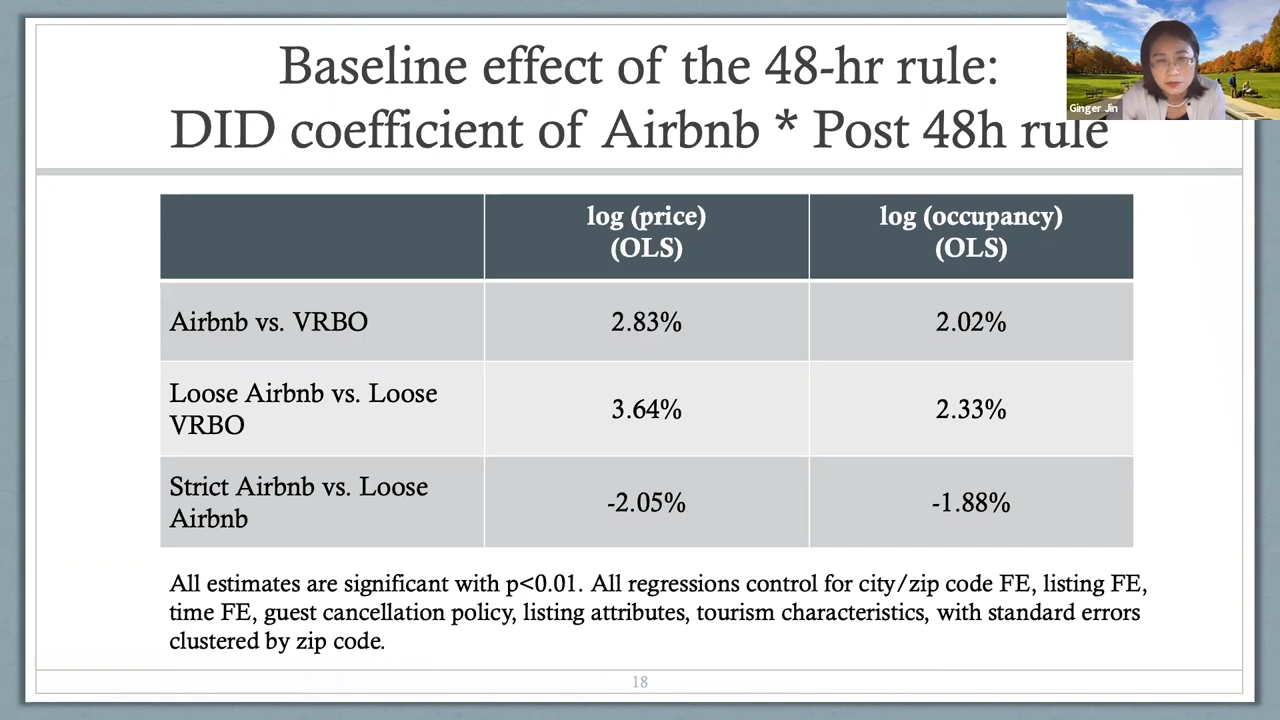 Baseline effect of the 48-hr rule:
DID coefficient of Airbnb * Post 48h rule
Ginger Jin
log (price)
(OLS)
log (occupancy)
(OLS)
Airbnb vs. VRBO
2.83%
2.02%
Loose Airbnb vs. Loose
VRBO
3.64%
2.33%
Strict Airbnb vs. Loose
Airbnb
-2.05%
-1.88%
All estimates are significant with p<0.01. All regressions control for city/zip code FE, listing FE,
time FE, guest cancellation policy, listing attributes, tourism characteristics, with standard errors
clustered by zip code.
18